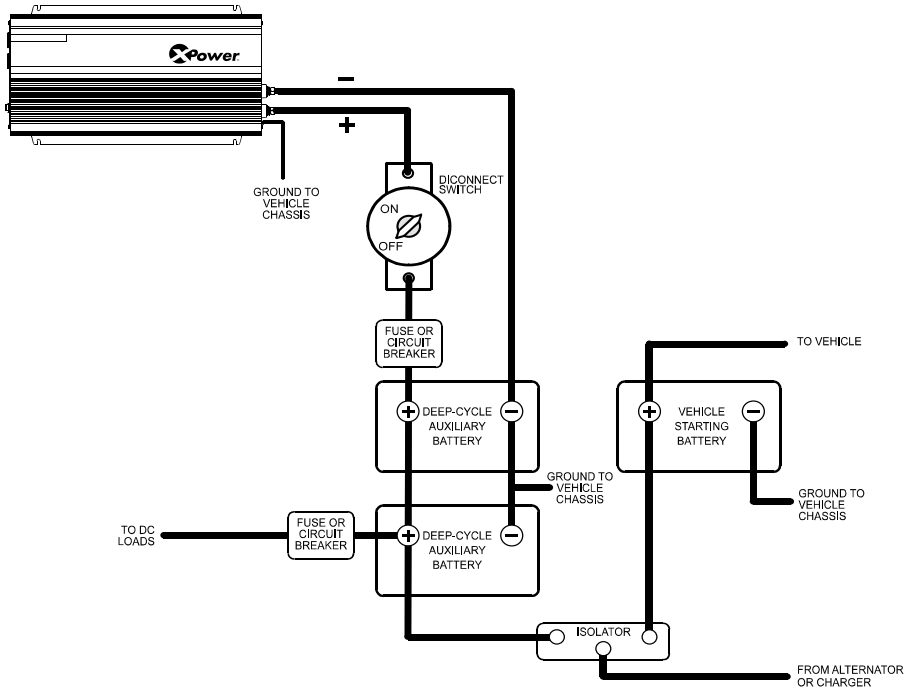 XPower
−
+
GROUND TO
VEHICLE
CHASSIS
DICONNECT
SWITCH
ON
OFF
FUSE OR
CIRCUIT
BREAKER
TO VEHICLE
+
DEEP-CYCLE
AUXILIARY
BATTERY
−
+
VEHICLE
STARTING
BATTERY
−
GROUND TO
VEHICLE
CHASSIS
GROUND TO
VEHICLE
CHASSIS
TO DC
LOADS
FUSE OR
CIRCUIT
BREAKER
+
DEEP-CYCLE
AUXILIARY
BATTERY
−
ISOLATOR
FROM ALTERNATOR
OR CHARGER